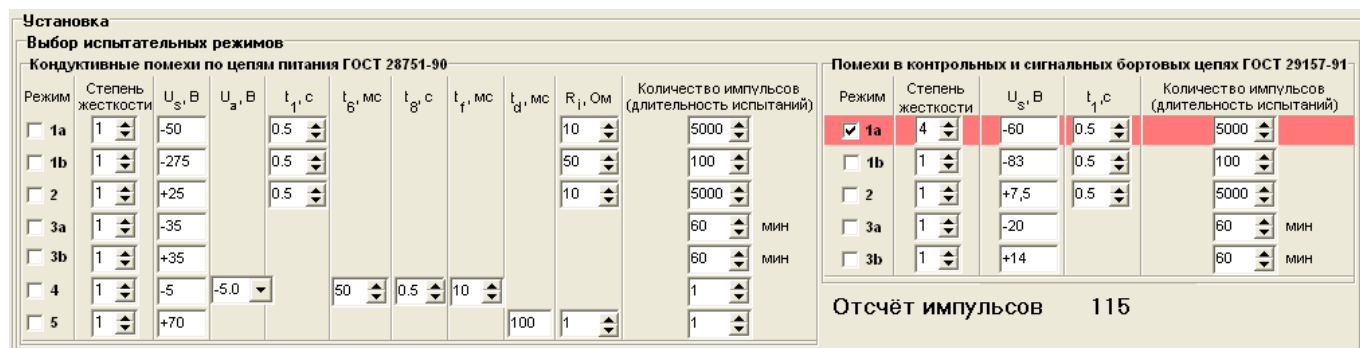 Установка
Выбор испытательных режимов
Кондуктивные помехи по цепям питания ГОСТ 28751-90
Режим Степень жесткости U_s, В U_a, В t_1, с t_6, мс t_8, с t_f, мс t_d, мс R_i, Ом Количество импульсов (длительность испытаний)
1a 1 -50 0.5 10 5000
1b 1 -275 0.5 50 100
2 1 +25 0.5 10 5000
3a 1 -35 60 мин
3b 1 +35 60 мин
4 1 -5 -5.0 50 0.5 10 1
5 1 +70 100 1 1
Помехи в контрольных и сигнальных бортовых цепях ГОСТ 29157-91
Режим Степень жесткости U_s, В t_1,с Количество импульсов (длительность испытаний)
1a 4 -60 0.5 5000
1b 1 -83 0.5 100
2 1 +7,5 0.5 5000
3a 1 -20 60 мин
3b 1 +14 60 мин
Отсчёт импульсов 115